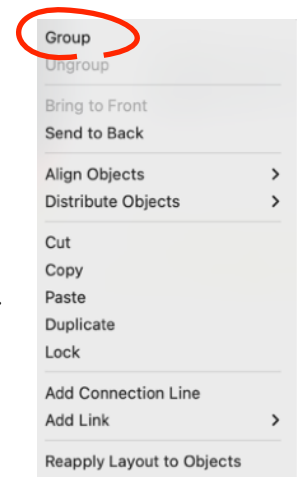 Group
Ungroup
Bring to Front
Send to Back
Align Objects
Distribute Objects
Cut
Copy
Paste
Duplicate
Lock
Add Connection Line
Add Link
Reapply Layout to Objects